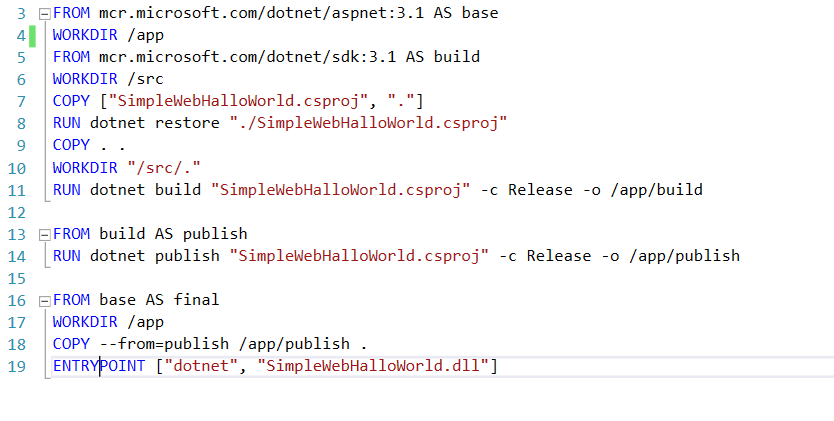 3 FROM mcr.microsoft.com/dotnet/aspnet:3.1 AS base
4 WORKDIR /app
5 FROM mcr.microsoft.com/dotnet/sdk:3.1 AS build
6 WORKDIR /src
7 COPY ["SimpleWebHalloWorld.csproj", "."]
8 RUN dotnet restore "./SimpleWebHalloWorld.csproj"
9 COPY . .
10 WORKDIR "/src/."
11 RUN dotnet build "SimpleWebHalloWorld.csproj" -c Release -o /app/build
12
13 FROM build AS publish
14 RUN dotnet publish "SimpleWebHalloWorld.csproj" -c Release -o /app/publish
15
16 FROM base AS final
17 WORKDIR /app
18 COPY --from=publish /app/publish .
19 ENTRYPOINT ["dotnet", "SimpleWebHalloWorld.dll"]